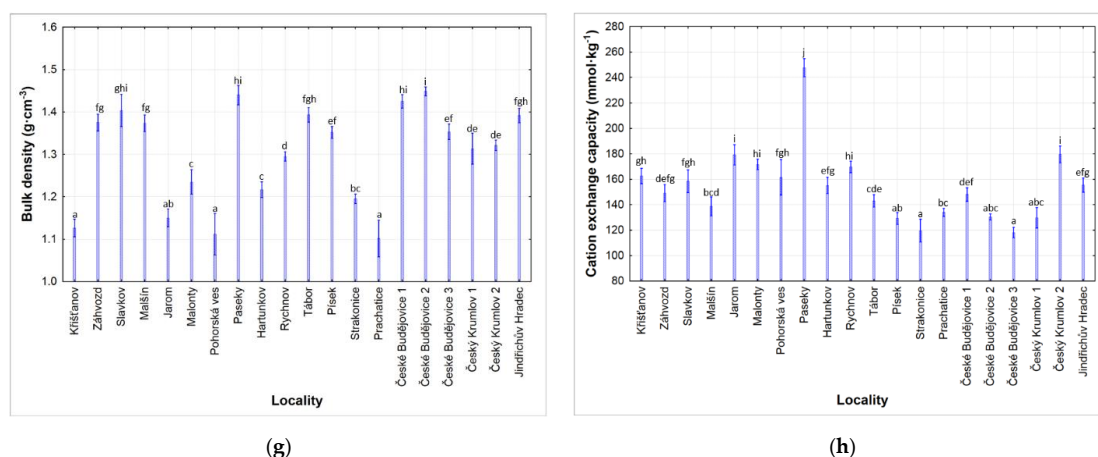 Bulk density (g·cm⁻³)
1.6
1.5
1.4
1.3
1.2
1.1
1.0
a
fg
ghi
fg
ab
c
a
hi
c
d
fgh
ef
bc
a
hi
i
ef
de
de
fgh
Křišťanov
Záhvozd
Slavkov
Malšín
Jarom
Malonty
Pohorská ves
Paseky
Hartunkov
Rychnov
Tábor
Písek
Strakonice
Prachatice
České Budějovice 1
České Budějovice 2
České Budějovice 3
Český Krumlov 1
Český Krumlov 2
Jindřichův Hradec
Locality
(g)
Cation exchange capacity (mmol·kg⁻¹)
280
260
240
220
200
180
160
140
120
100
80
gh
defg
fgh
bcd
i
hi
fgh
j
efg
hi
cde
ab
a
bc
def
abc
a
abc
i
efg
Křišťanov
Záhvozd
Slavkov
Malšín
Jarom
Malonty
Pohorská ves
Paseky
Hartunkov
Rychnov
Tábor
Písek
Strakonice
Prachatice
České Budějovice 1
České Budějovice 2
České Budějovice 3
Český Krumlov 1
Český Krumlov 2
Jindřichův Hradec
Locality
(h)